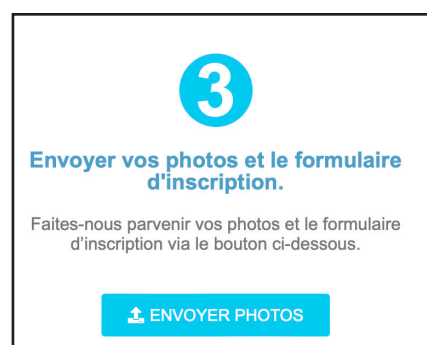 3
Envoyer vos photos et le formulaire
d'inscription.
Faites-nous parvenir vos photos et le formulaire
d’inscription via le bouton ci-dessous.
ENVOYER PHOTOS